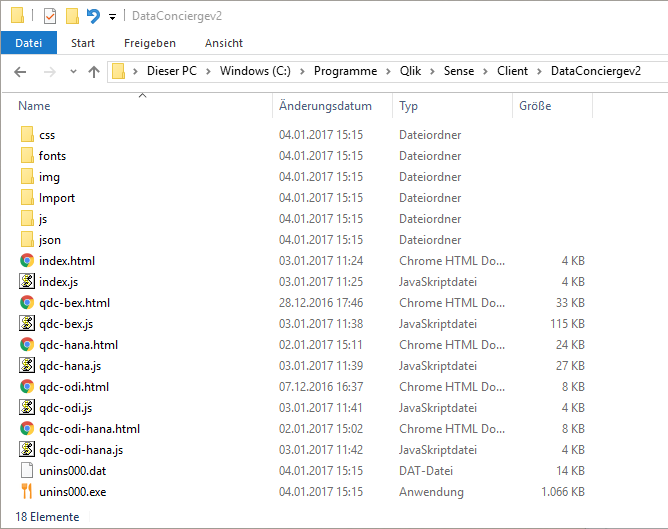 DataConciergev2
Datei Start Freigeben Ansicht
Dieser PC Windows (C:) Programme Qlik Sense Client DataConciergev2
Name Änderungsdatum Typ Größe
css 04.01.2017 15:15 Dateiordner
fonts 04.01.2017 15:15 Dateiordner
img 04.01.2017 15:15 Dateiordner
Import 04.01.2017 15:15 Dateiordner
js 04.01.2017 15:15 Dateiordner
json 04.01.2017 15:15 Dateiordner
index.html 03.01.2017 11:24 Chrome HTML Do... 4 KB
index.js 03.01.2017 11:25 JavaSkriptdatei 4 KB
qdc-bex.html 28.12.2016 17:46 Chrome HTML Do... 33 KB
qdc-bex.js 03.01.2017 11:38 JavaSkriptdatei 115 KB
qdc-hana.html 02.01.2017 15:11 Chrome HTML Do... 24 KB
qdc-hana.js 03.01.2017 11:39 JavaSkriptdatei 27 KB
qdc-odi.html 07.12.2016 16:37 Chrome HTML Do... 8 KB
qdc-odi.js 03.01.2017 11:41 JavaSkriptdatei 4 KB
qdc-odi-hana.html 02.01.2017 15:02 Chrome HTML Do... 8 KB
qdc-odi-hana.js 03.01.2017 11:42 JavaSkriptdatei 4 KB
unins000.dat 04.01.2017 15:15 DAT-Datei 14 KB
unins000.exe 04.01.2017 15:15 Anwendung 1.066 KB
18 Elemente